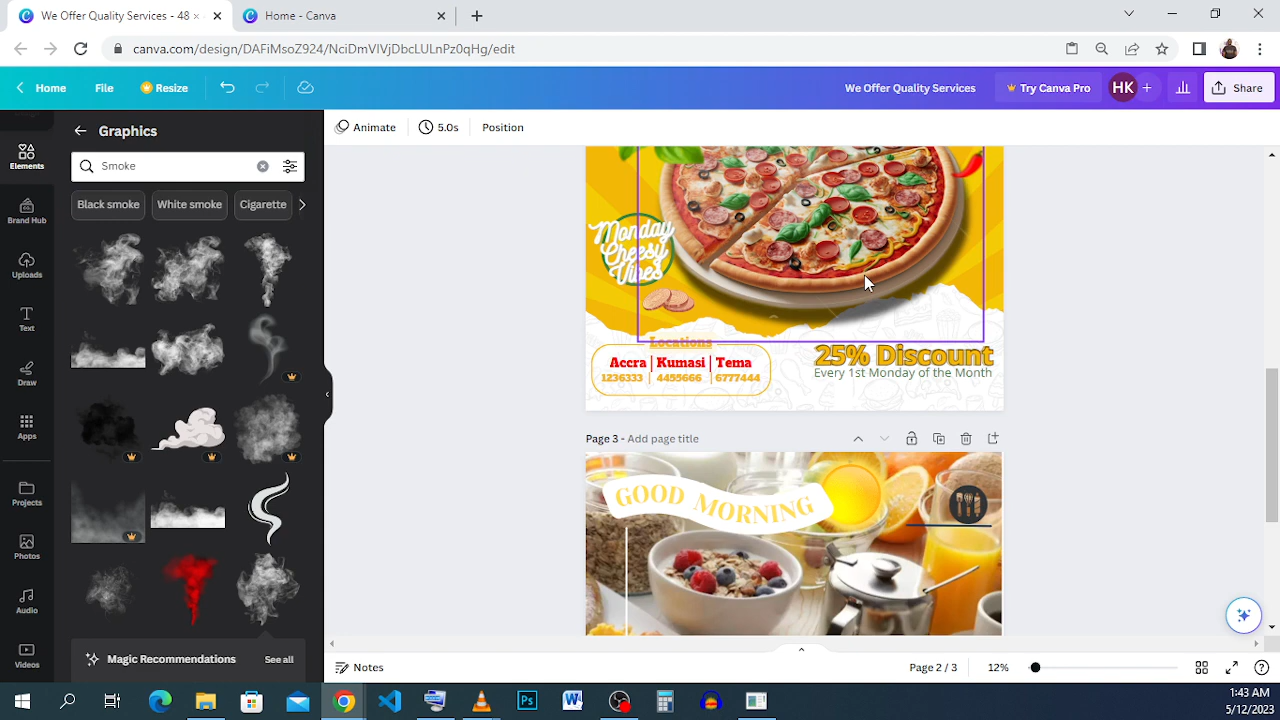 We Offer Quality Services - 48 ×
Home - Canva
canva.com/design/DAFiMsoZ924/NciDmVIVjDbcLULnPz0qHg/edit
Home
File
Resize
We Offer Quality Services
Try Canva Pro
HK
Share
Elements
Brand Hub
Uploads
Text
Draw
Apps
Projects
Photos
Audio
Videos
Graphics
Smoke
Black smoke
White smoke
Cigarette
Magic Recommendations
See all
Animate
5.0s
Position
Monday
Cheesy
Vibes
Locations
Accra | Kumasi | Tema
1236333 | 4455666 | 6777444
25% Discount
Every 1st Monday of the Month
Page 3 - Add page title
GOOD MORNING
Notes
Page 2 / 3
12%
1:43 AM
5/12/2023